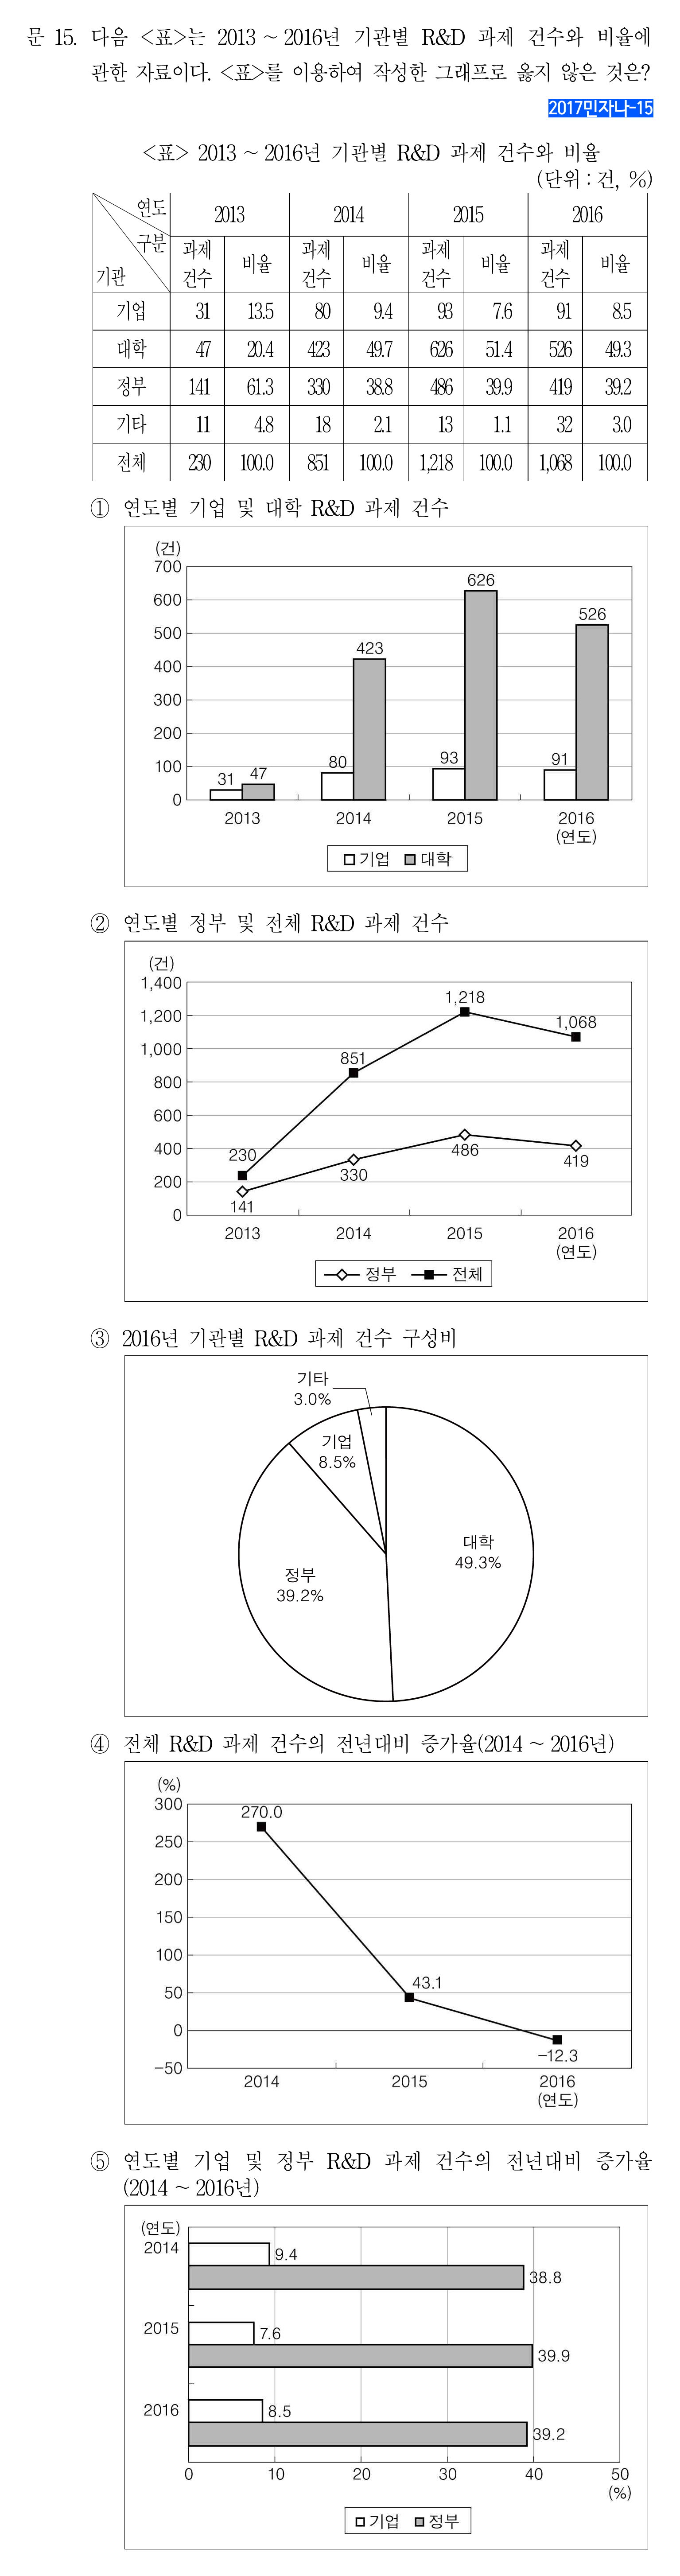 문 15. 다음 <표>는 2013 ~ 2016년 기관별 R&D 과제 건수와 비율에
관한 자료이다. <표>를 이용하여 작성한 그래프로 옳지 않은 것은?
2017민자나-15
<표> 2013 ~ 2016년 기관별 R&D 과제 건수와 비율
(단위 : 건, %)
연도 2013 2014 2015 2016
구분
기관
과제 건수 비율 과제 건수 비율 과제 건수 비율 과제 건수 비율
기업 31 13.5 80 9.4 93 7.6 91 8.5
대학 47 20.4 423 49.7 626 51.4 526 49.3
정부 141 61.3 330 38.8 486 39.9 419 39.2
기타 11 4.8 18 2.1 13 1.1 32 3.0
전체 230 100.0 851 100.0 1,218 100.0 1,068 100.0
① 연도별 기업 및 대학 R&D 과제 건수
(건)
700
600
500
400
300
200
100
0
31 47
80 423
93 626
91 526
2013 2014 2015 2016
(연도)
기업 대학
② 연도별 정부 및 전체 R&D 과제 건수
(건)
1,400
1,200
1,000
800
600
400
200
0
230 851 1,218 1,068
141 330 486 419
2013 2014 2015 2016
(연도)
정부 전체
③ 2016년 기관별 R&D 과제 건수 구성비
기타
3.0%
기업
8.5%
대학
49.3%
정부
39.2%
④ 전체 R&D 과제 건수의 전년대비 증가율(2014 ~ 2016년)
(%)
300
250
200
150
100
50
0
-50
270.0
43.1
-12.3
2014 2015 2016
(연도)
⑤ 연도별 기업 및 정부 R&D 과제 건수의 전년대비 증가율
(2014 ~ 2016년)
(연도)
2014 9.4
38.8
2015 7.6
39.9
2016 8.5
39.2
0 10 20 30 40 50
(%)
기업 정부